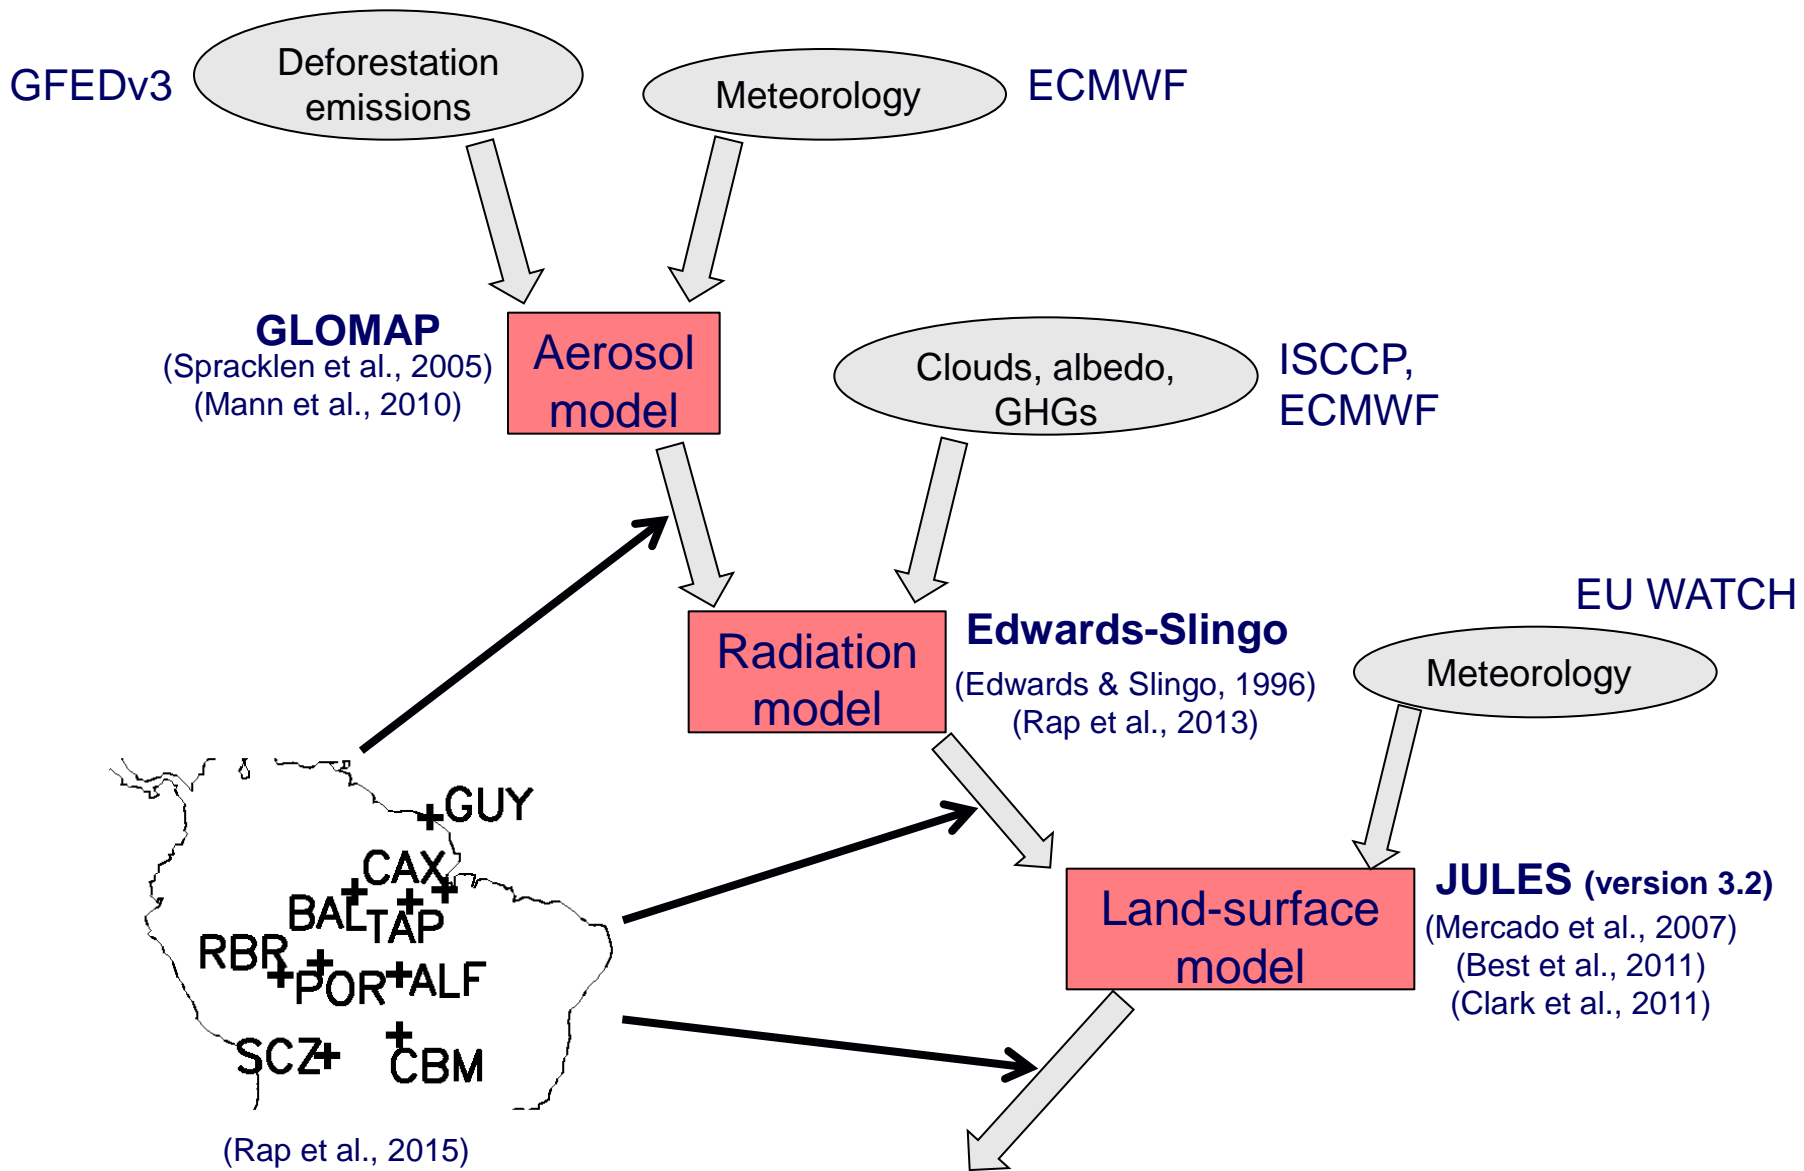 GFEDv3
Deforestation
emissions
Meteorology
ECMWF
GLOMAP
(Spracklen et al., 2005)
(Mann et al., 2010)
Aerosol
model
Clouds, albedo,
GHGs
ISCCP,
ECMWF
EU WATCH
Radiation
model
Edwards-Slingo
(Edwards & Slingo, 1996)
(Rap et al., 2013)
Meteorology
GUY
CAX
BAL
TAP
RBR
POR
ALF
SCZ
CBM
(Rap et al., 2015)
Land-surface
model
JULES (version 3.2)
(Mercado et al., 2007)
(Best et al., 2011)
(Clark et al., 2011)